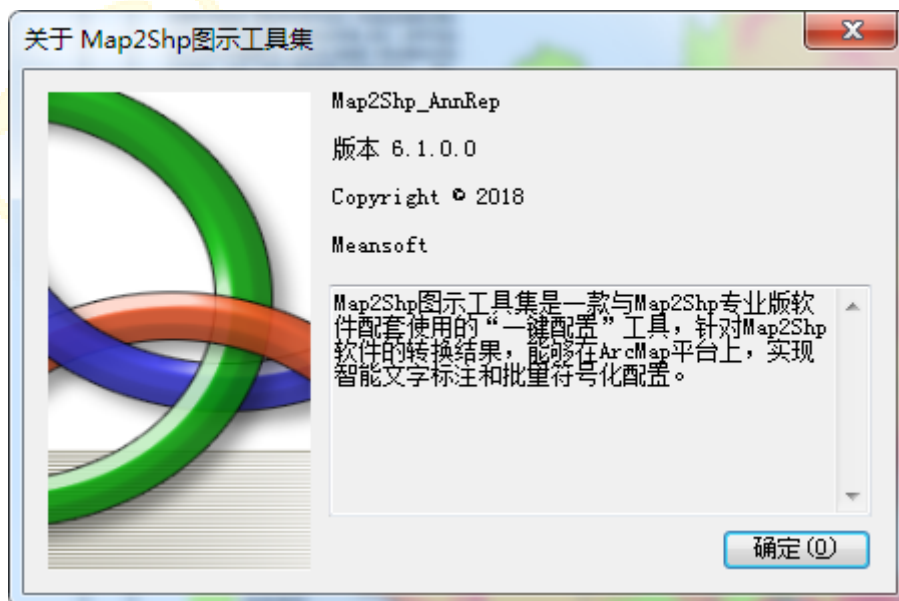 关于 Map2Shp图示工具集
Map2Shp_AnnRep
版本 6.1.0.0
Copyright © 2018
Meansoft
Map2Shp图示工具集是一款与Map2Shp专业版软
件配套使用的“一键配置”工具，针对Map2Shp
软件的转换结果，能够在ArcMap平台上，实现
智能文字标注和批量符号化配置。
确定(O)